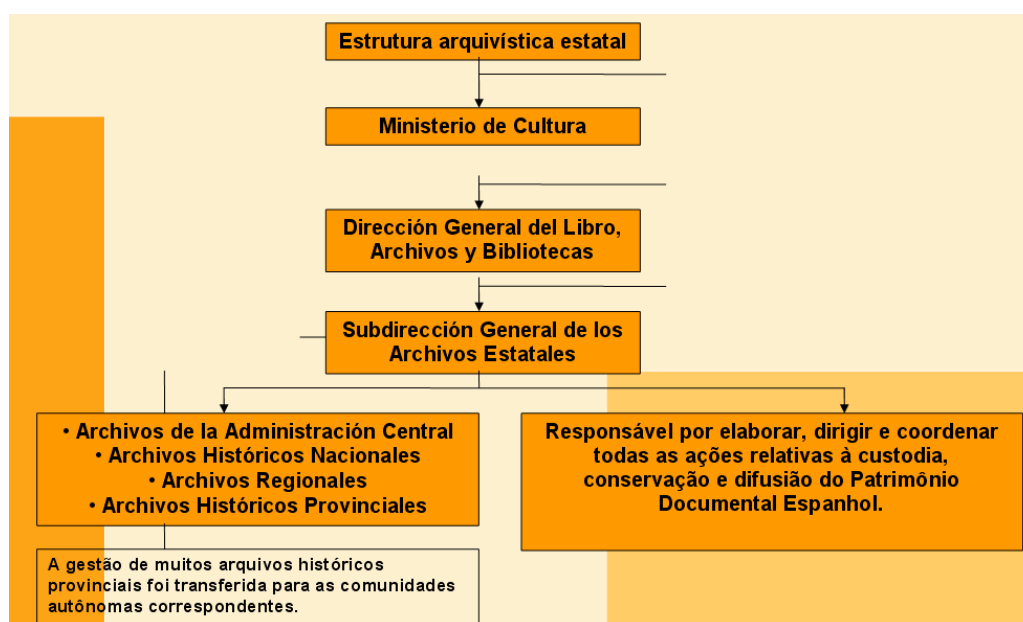 Estrutura arquivística estatal
Ministerio de Cultura
Dirección General del Libro,
Archivos y Bibliotecas
Subdirección General de los
Archivos Estatales
• Archivos de la Administración Central
• Archivos Históricos Nacionales
• Archivos Regionales
• Archivos Históricos Provinciales
Responsável por elaborar, dirigir e coordenar
todas as ações relativas à custodia,
conservação e difusião do Patrimônio
Documental Espanhol.
A gestão de muitos arquivos históricos
provinciais foi transferida para as comunidades
autônomas correspondentes.